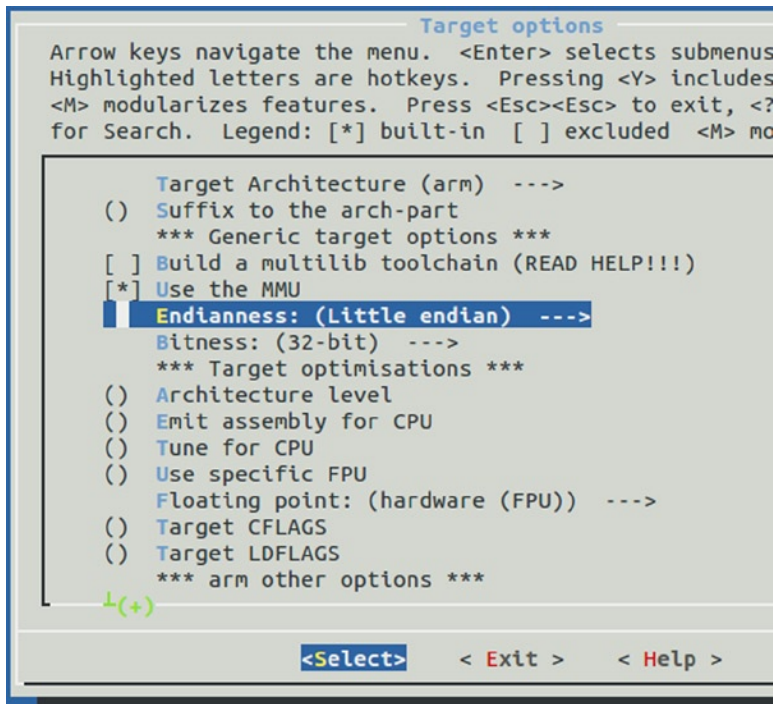 Target options
Arrow keys navigate the menu.  <Enter> selects submenus
Highlighted letters are hotkeys.  Pressing <Y> includes
<M> modularizes features.  Press <Esc><Esc> to exit, <?
for Search.  Legend: [*] built-in  [ ] excluded  <M> mo
Target Architecture (arm)  --->
()  Suffix to the arch-part
*** Generic target options ***
[ ] Build a multilib toolchain (READ HELP!!!)
[*] Use the MMU
Endianness: (Little endian)  --->
Bitness: (32-bit)  --->
*** Target optimisations ***
()  Architecture level
()  Emit assembly for CPU
()  Tune for CPU
()  Use specific FPU
Floating point: (hardware (FPU))  --->
()  Target CFLAGS
()  Target LDFLAGS
*** arm other options ***
┴(+)
<Select>    < Exit >    < Help >